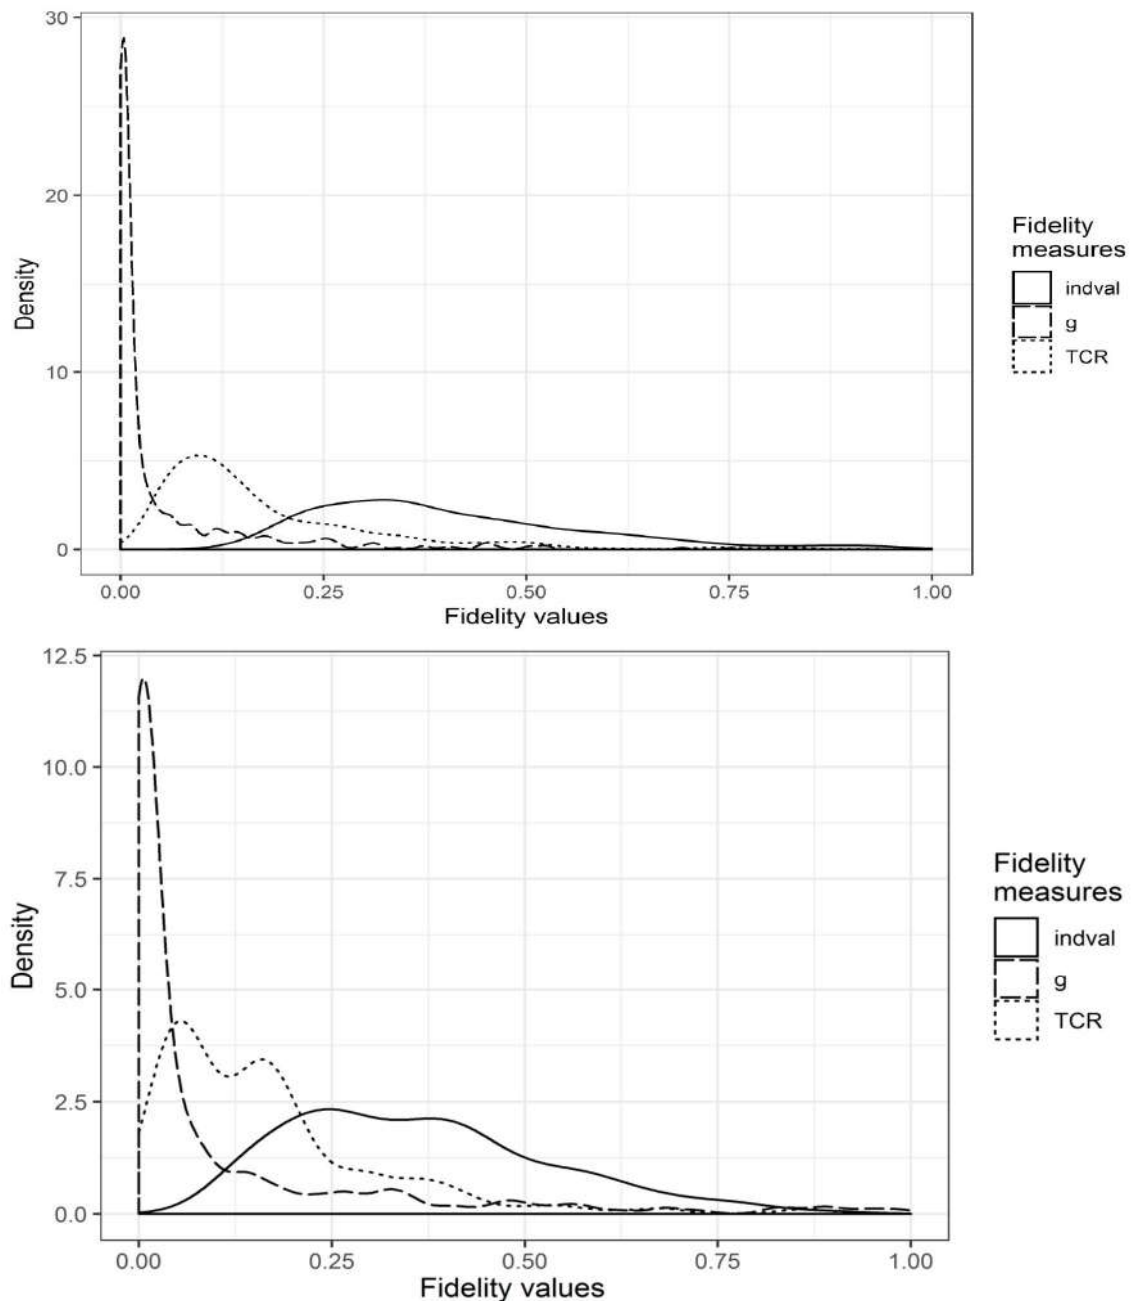 30
20
10
0
Density
0.00 0.25 0.50 0.75 1.00
Fidelity values
Fidelity
measures
indval
g
TCR
12.5
10.0
7.5
5.0
2.5
0.0
Density
0.00 0.25 0.50 0.75 1.00
Fidelity values
Fidelity
measures
indval
g
TCR